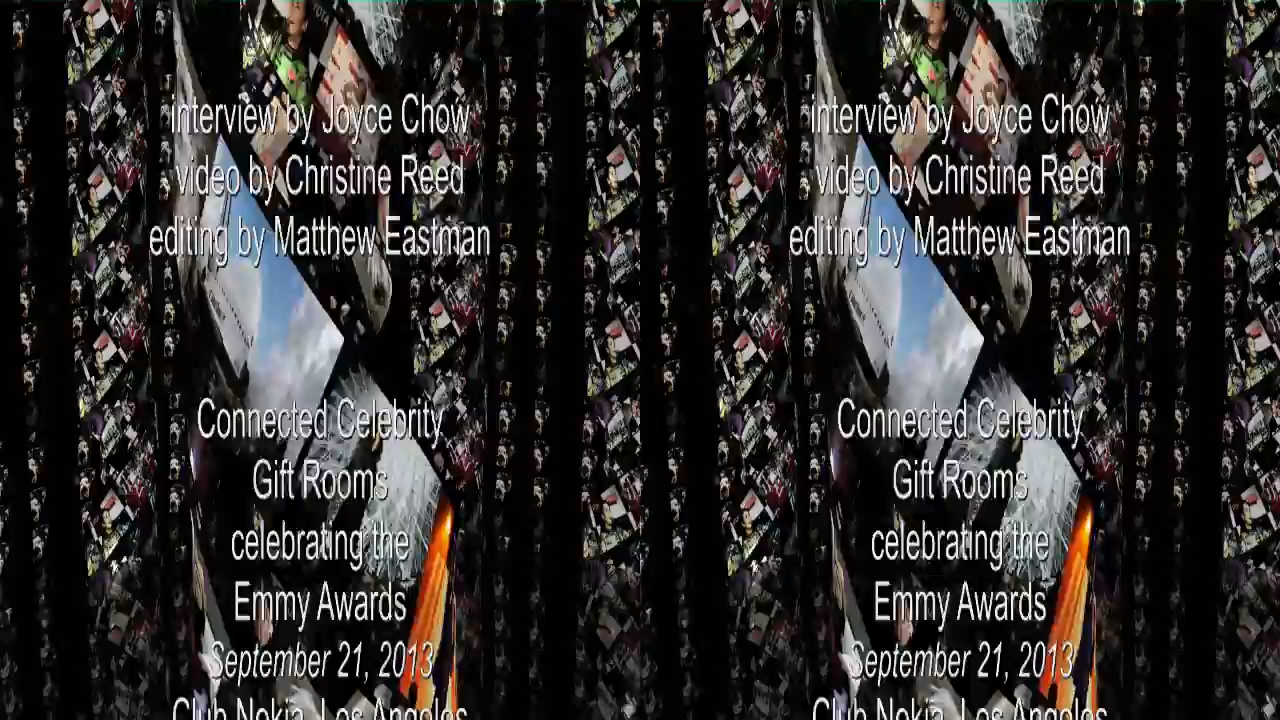 interview by Joyce Chow
video by Christine Reed
editing by Matthew Eastman
Connected Celebrity
Gift Rooms
celebrating the
Emmy Awards
September 21, 2013
Club Nokia, Los Angeles
interview by Joyce Chow
video by Christine Reed
editing by Matthew Eastman
Connected Celebrity
Gift Rooms
celebrating the
Emmy Awards
September 21, 2013
Club Nokia, Los Angeles